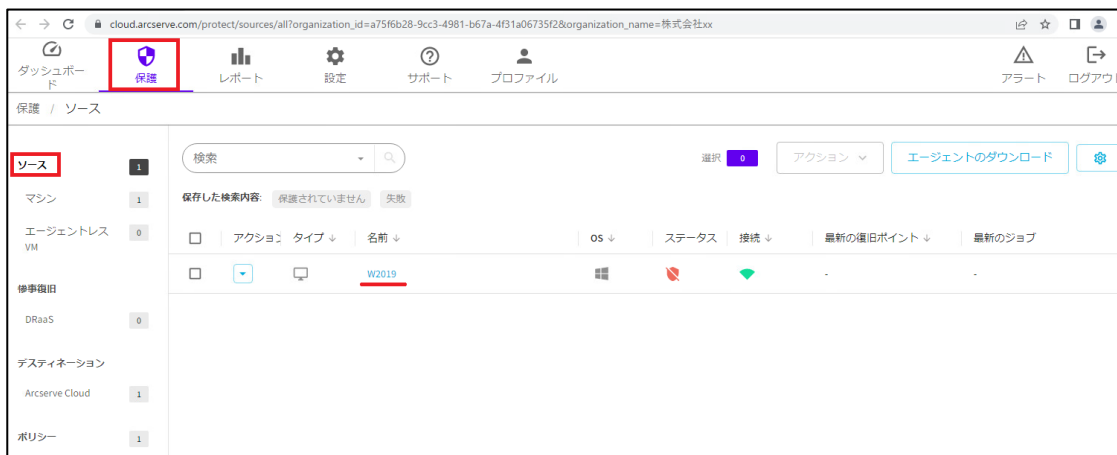 cloud.arcserve.com/protect/sources/all?organization_id=a75f6b28-9cc3-4981-b67a-4f31a06735f2&organization_name=株式会社xx
ダッシュボー
ド
保護
レポート
設定
サポート
プロファイル
アラート
ログアウト
保護 / ソース
ソース 1
マシン 1
エージェントレス 0
VM
惨事復旧
DRaaS 0
デスティネーション
Arcserve Cloud 1
ポリシー 1
検索
選択 0
アクション
エージェントのダウンロード
保存した検索内容: 保護されていません 失敗
アクション タイプ ↓ 名前 ↓ OS ↓ ステータス 接続 ↓ 最新の復旧ポイント ↓ 最新のジョブ
W2019 - -